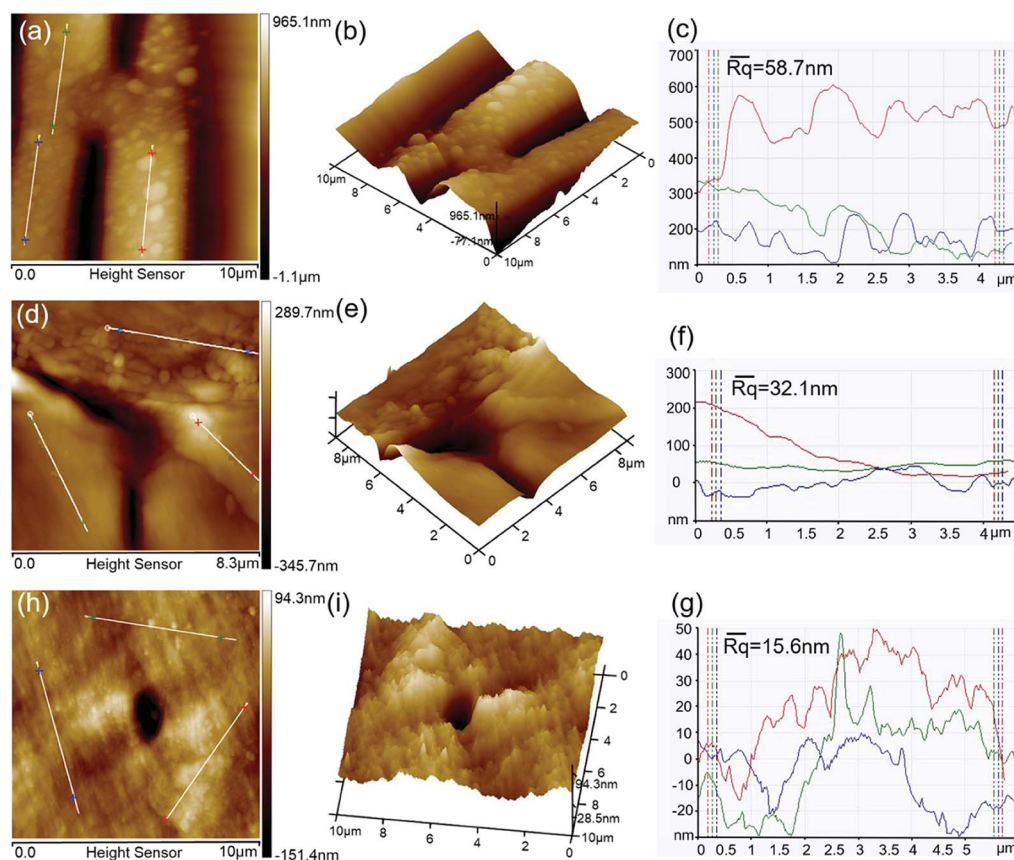 (a)
965.1nm
-1.1µm
0.0
Height Sensor
10µm
(b)
10µm
8
6
4
2
0
965.1nm
-77.1nm
0
2
4
6
8
10µm
(c)
Rq=58.7nm
700
600
500
400
300
200
nm
0 0.5 1 1.5 2 2.5 3 3.5 4 µm
(d)
289.7nm
-345.7nm
0.0
Height Sensor
8.3µm
(e)
8µm
6
4
2
0
0
2
4
6
8µm
(f)
Rq=32.1nm
300
200
100
0
nm
0 0.5 1 1.5 2 2.5 3 3.5 4 µm
(h)
94.3nm
-151.4nm
0.0
Height Sensor
10µm
(i)
0
2
4
6
94.3nm
8
28.5nm
10µm
10µm
8
6
4
2
0
(g)
Rq=15.6nm
50
40
30
20
10
0
-10
-20
nm
0 0.5 1 1.5 2 2.5 3 3.5 4 4.5 5 µm